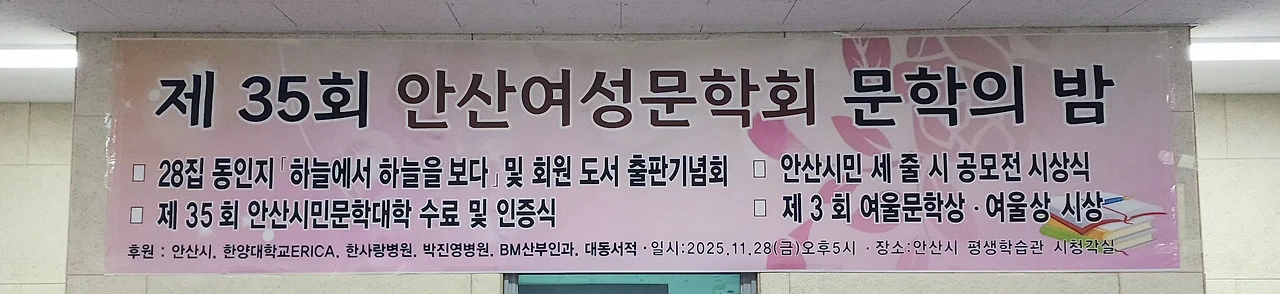 제 35회 안산여성문학회 문학의 밤
□ 28집 동인지「하늘에서 하늘을 보다」및 회원 도서 출판기념회 □ 안산시민 세 줄 시 공모전 시상식
□ 제 35 회 안산시민문학대학 수료 및 인증식 □ 제 3 회 여울문학상 · 여울상 시상
후원 : 안산시. 한양대학교ERICA. 한사랑병원. 박진영병원. BM산부인과. 대동서적 · 일시:2025.11.28(금)오후5시 · 장소:안산시 평생학습관 시청각실